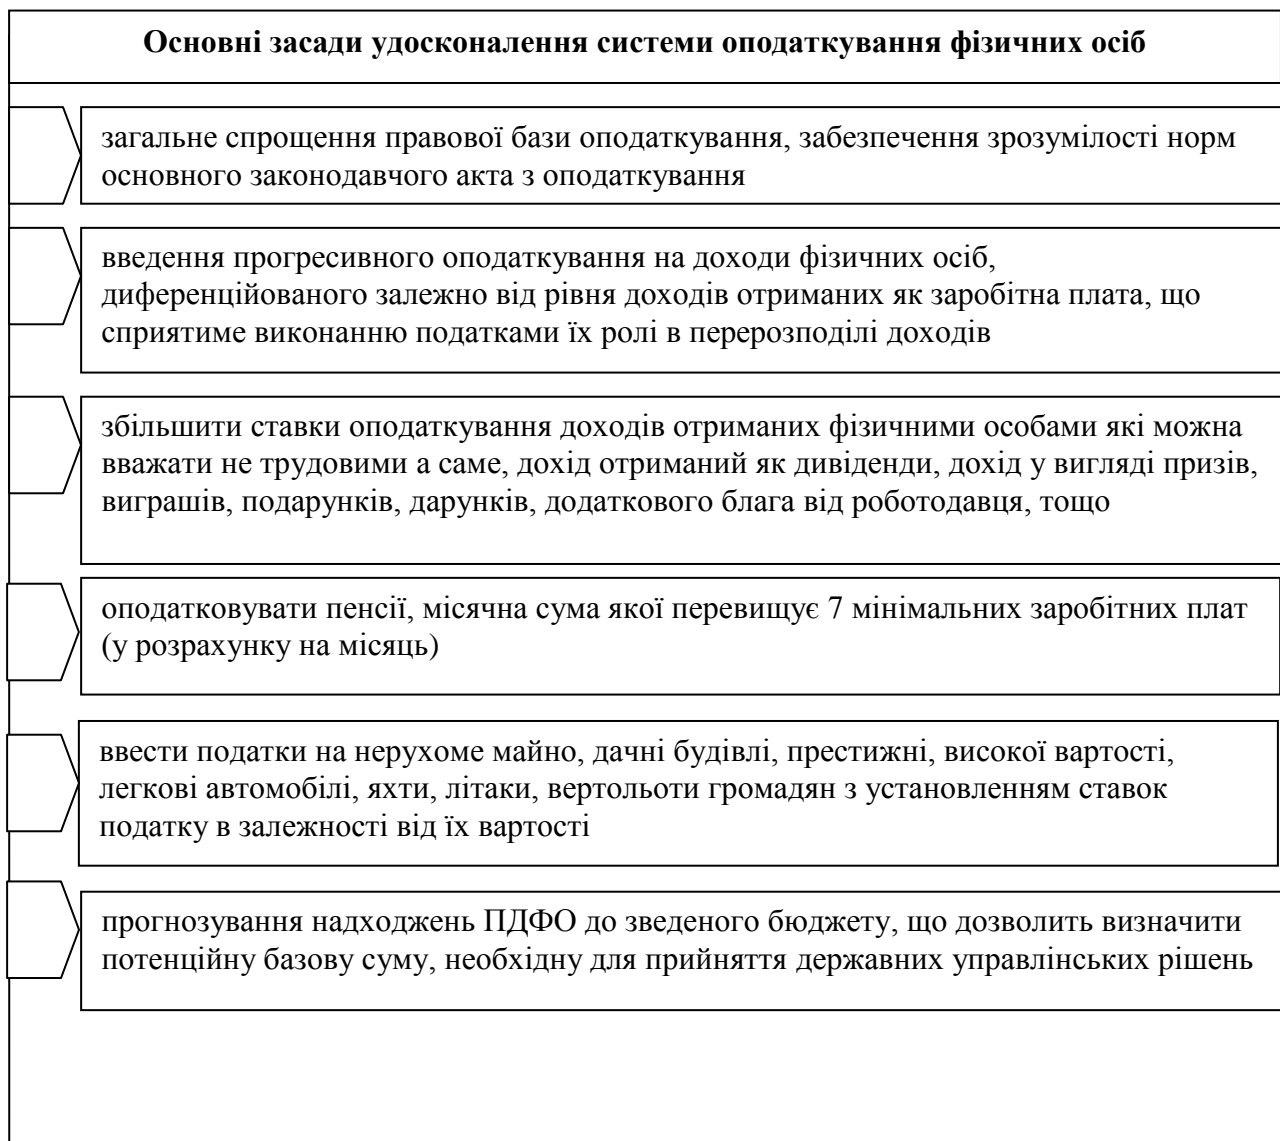 Основні засади удосконалення системи оподаткування фізичних осіб
загальне спрощення правової бази оподаткування, забезпечення зрозумілості норм
основного законодавчого акта з оподаткування
введення прогресивного оподаткування на доходи фізичних осіб,
диференційованого залежно від рівня доходів отриманих як заробітна плата, що
сприятиме виконанню податками їх ролі в перерозподілі доходів
збільшити ставки оподаткування доходів отриманих фізичними особами які можна
вважати не трудовими а саме, дохід отриманий як дивіденди, дохід у вигляді призів,
виграшів, подарунків, дарунків, додаткового блага від роботодавця, тощо
оподатковувати пенсії, місячна сума якої перевищує 7 мінімальних заробітних плат
(у розрахунку на місяць)
ввести податки на нерухоме майно, дачні будівлі, престижні, високої вартості,
легкові автомобілі, яхти, літаки, вертольоти громадян з установленням ставок
податку в залежності від їх вартості
прогнозування надходжень ПДФО до зведеного бюджету, що дозволить визначити
потенційну базову суму, необхідну для прийняття державних управлінських рішень